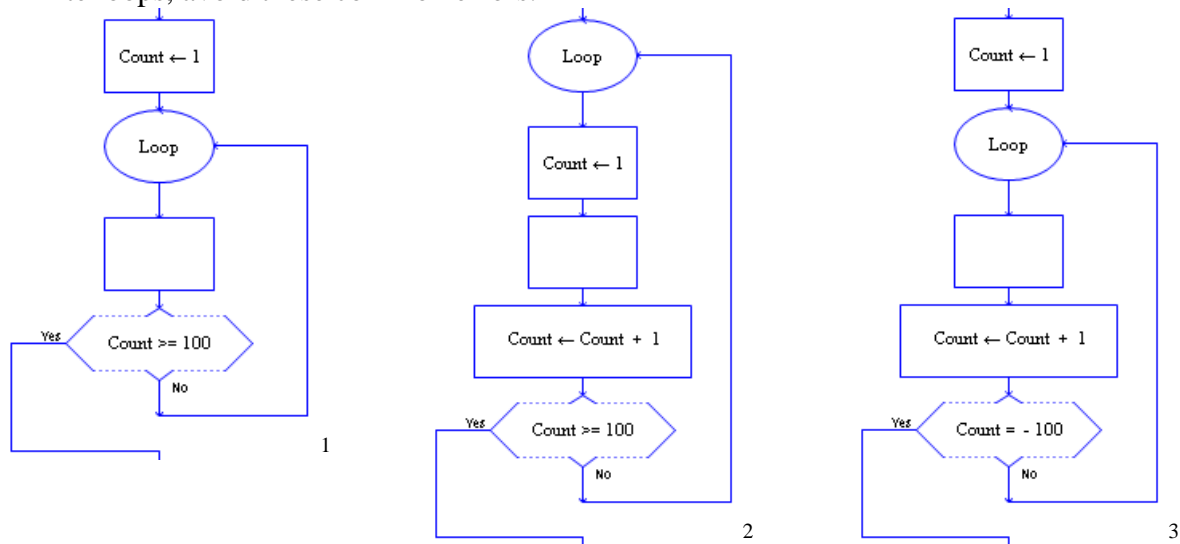 Count ← 1
Loop
Count >= 100
Yes
No
1
Loop
Count ← 1
Count ← Count + 1
Count >= 100
Yes
No
2
Count ← 1
Loop
Count ← Count + 1
Count = - 100
Yes
No
3